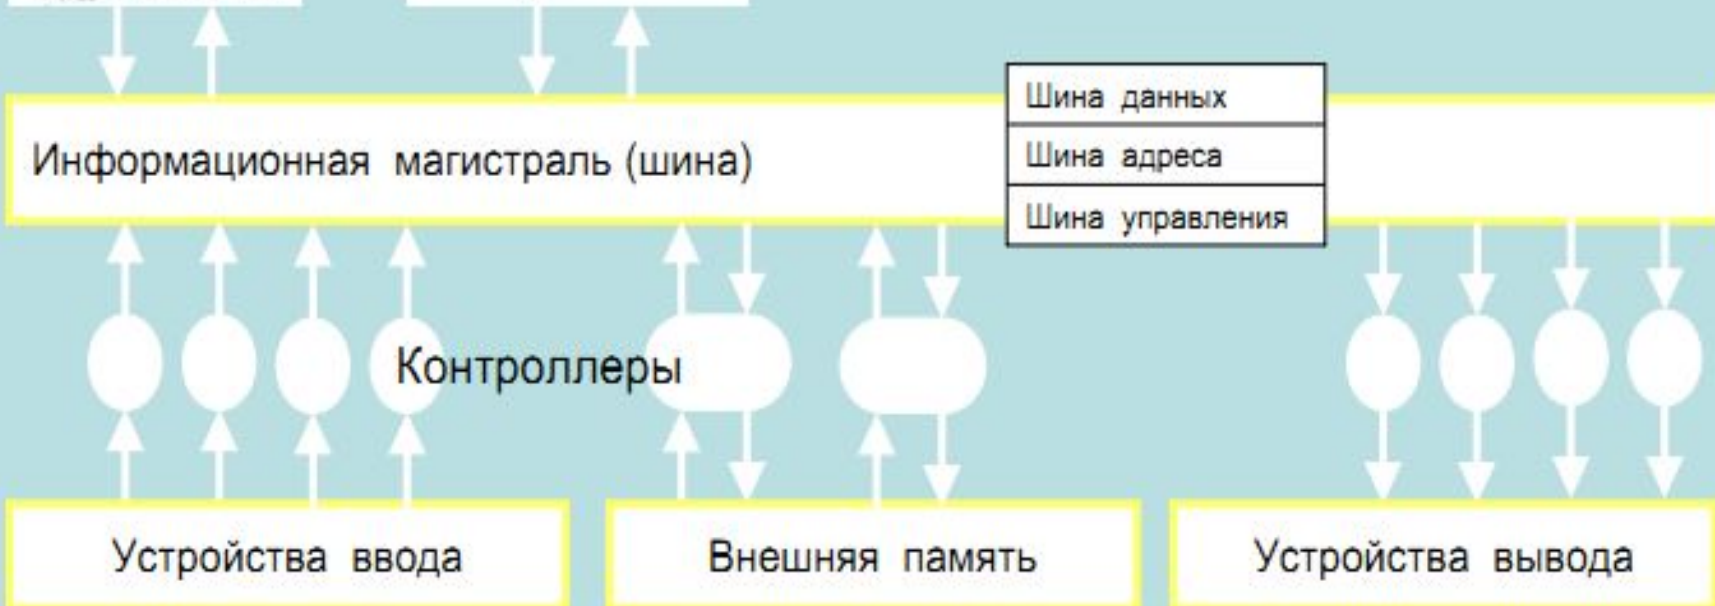 Шина данных
Информационная магистраль (шина)
Шина адреса
Шина управления
Контроллеры
Устройства ввода
Внешняя память
Устройства вывода